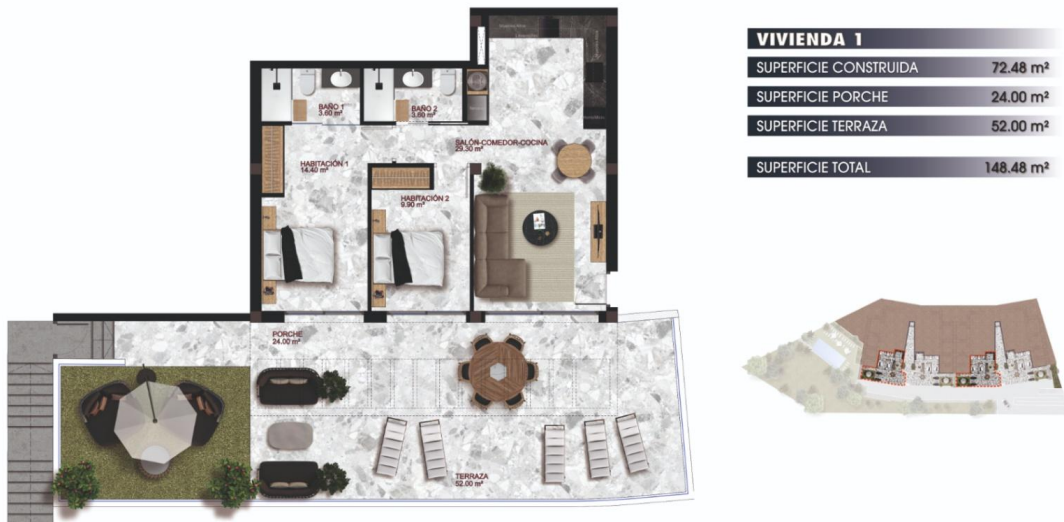 VIVIENDA 1
SUPERFICIE CONSTRUIDA 72.48 m²
SUPERFICIE PORCHE 24.00 m²
SUPERFICIE TERRAZA 52.00 m²
SUPERFICIE TOTAL 148.48 m²
BAÑO 1
3.60 m²
BAÑO 2
3.60 m²
SALÓN-COMEDOR-COCINA
29.30 m²
HABITACIÓN 1
14.40 m²
HABITACIÓN 2
9.90 m²
PORCHE
24.00 m²
TERRAZA
52.00 m²